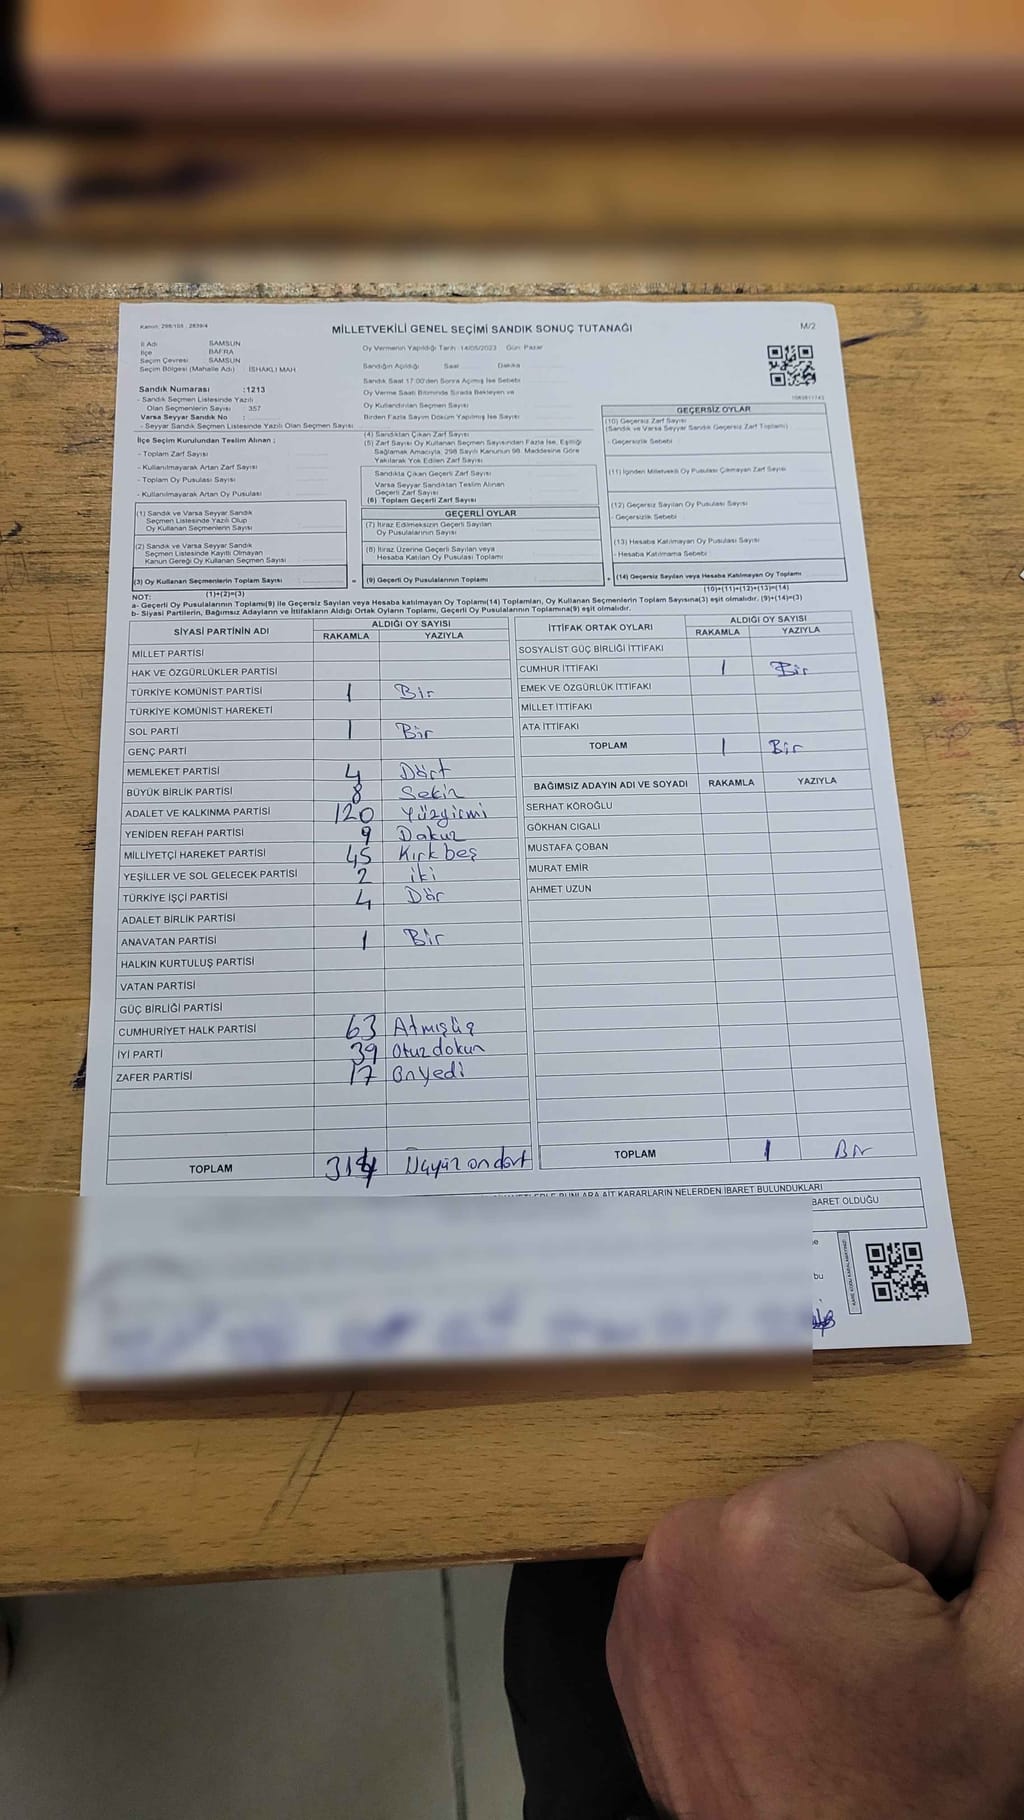 Kanun: 298/105 ; 2839/4
MİLLETVEKİLİ GENEL SEÇİMİ SANDIK SONUÇ TUTANAĞI
M/2
İl Adı : SAMSUN
İlçe : BAFRA
Seçim Çevresi : SAMSUN
Seçim Bölgesi (Mahalle Adı) : İSHAKLI MAH
Sandık Numarası :1213
- Sandık Seçmen Listesinde Yazılı
Olan Seçmenlerin Sayısı : 357
Varsa Seyyar Sandık No :
- Seyyar Sandık Seçmen Listesinde Yazılı Olan Seçmen Sayısı
Oy Vermenin Yapıldığı Tarih :14/05/2023 Gün: Pazar
Sandığın Açıldığı Saat Dakika
Sandık Saat 17:00'den Sonra Açılmış İse Sebebi
Oy Verme Saati Bitiminde Sırada Bekleyen ve
Oy Kullandırılan Seçmen Sayısı
Birden Fazla Sayım Döküm Yapılmış İse Sayısı
İlçe Seçim Kurulundan Teslim Alınan ;
- Toplam Zarf Sayısı
- Kullanılmayarak Artan Zarf Sayısı
- Toplam Oy Pusulası Sayısı
- Kullanılmayarak Artan Oy Pusulası
(4) Sandıktan Çıkan Zarf Sayısı
(5) Zarf Sayısı Oy Kullanan Seçmen Sayısından Fazla İse, Eşitliği
Sağlamak Amacıyla, 298 Sayılı Kanunun 98. Maddesine Göre
Yakılarak Yok Edilen Zarf Sayısı
Sandıkta Çıkan Geçerli Zarf Sayısı
Varsa Seyyar Sandıktan Teslim Alınan
Geçerli Zarf Sayısı
(6) Toplam Geçerli Zarf Sayısı
GEÇERSİZ OYLAR
(10) Geçersiz Zarf Sayısı
(Sandık ve Varsa Seyyar Sandık Geçersiz Zarf Toplamı)
- Geçersizlik Sebebi :
(11) İçinden Milletvekili Oy Pusulası Çıkmayan Zarf Sayısı
(12) Geçersiz Sayılan Oy Pusulası Sayısı
- Geçersizlik Sebebi :
(13) Hesaba Katılmayan Oy Pusulası Sayısı
- Hesaba Katılmama Sebebi :
(14) Geçersiz Sayılan veya Hesaba Katılmayan Oy Toplamı
(10)+(11)+(12)+(13)=(14)
(1) Sandık ve Varsa Seyyar Sandık
Seçmen Listesinde Yazılı Olup
Oy Kullanan Seçmenlerin Sayısı
(2) Sandık ve Varsa Seyyar Sandık
Seçmen Listesinde Kayıtlı Olmayan
Kanun Gereği Oy Kullanan Seçmen Sayısı
(3) Oy Kullanan Seçmenlerin Toplam Sayısı
(1)+(2)=(3)
GEÇERLİ OYLAR
(7) İtiraz Edilmeksizin Geçerli Sayılan
Oy Pusulalarının Sayısı
(8) İtiraz Üzerine Geçerli Sayılan veya
Hesaba Katılan Oy Pusulası Toplamı
= (9) Geçerli Oy Pusulalarının Toplamı +
NOT:
a- Geçerli Oy Pusulalarının Toplamı(9) ile Geçersiz Sayılan veya Hesaba katılmayan Oy Toplamı(14) Toplamları, Oy Kullanan Seçmenlerin Toplam Sayısına(3) eşit olmalıdır. (9)+(14)=(3)
b- Siyasi Partilerin, Bağımsız Adayların ve İttifakların Aldığı Ortak Oyların Toplamı, Geçerli Oy Pusulalarının Toplamına(9) eşit olmalıdır.
SİYASİ PARTİNİN ADI ALDIĞI OY SAYISI
RAKAMLA YAZIYLA
MİLLET PARTİSİ
HAK VE ÖZGÜRLÜKLER PARTİSİ
TÜRKİYE KOMÜNİST PARTİSİ 1 Bir
TÜRKİYE KOMÜNİST HAREKETİ
SOL PARTİ 1 Bir
GENÇ PARTİ
MEMLEKET PARTİSİ 4 Dört
BÜYÜK BİRLİK PARTİSİ 8 Sekiz
ADALET VE KALKINMA PARTİSİ 120 Yüzyirmi
YENİDEN REFAH PARTİSİ 9 Dokuz
MİLLİYETÇİ HAREKET PARTİSİ 45 Kırkbeş
YEŞİLLER VE SOL GELECEK PARTİSİ 2 iki
TÜRKİYE İŞÇİ PARTİSİ 4 Dör
ADALET BİRLİK PARTİSİ
ANAVATAN PARTİSİ 1 Bir
HALKIN KURTULUŞ PARTİSİ
VATAN PARTİSİ
GÜÇ BİRLİĞİ PARTİSİ
CUMHURİYET HALK PARTİSİ 63 Atmışüç
İYİ PARTİ 39 Otuzdokuz
ZAFER PARTİSİ 17 Onyedi
TOPLAM 314 Üçyüz on dört
İTTİFAK ORTAK OYLARI ALDIĞI OY SAYISI
RAKAMLA YAZIYLA
SOSYALİST GÜÇ BİRLİĞİ İTTİFAKI
CUMHUR İTTİFAKI 1 Bir
EMEK VE ÖZGÜRLÜK İTTİFAKI
MİLLET İTTİFAKI
ATA İTTİFAKI
TOPLAM 1 Bir
BAĞIMSIZ ADAYIN ADI VE SOYADI RAKAMLA YAZIYLA
SERHAT KÖROĞLU
GÖKHAN CIGALI
MUSTAFA ÇOBAN
MURAT EMİR
AHMET UZUN
TOPLAM 1 Bir
BUNLARA AİT KARARLARIN NELERDEN İBARET BULUNDUKLARI
BARET OLDUĞU
bu